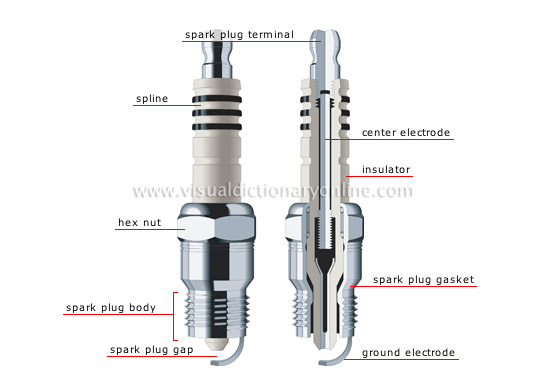 spark plug terminal
spline
center electrode
insulator
www.visualdictionaryonline.com
hex nut
spark plug gasket
spark plug body
spark plug gap
ground electrode